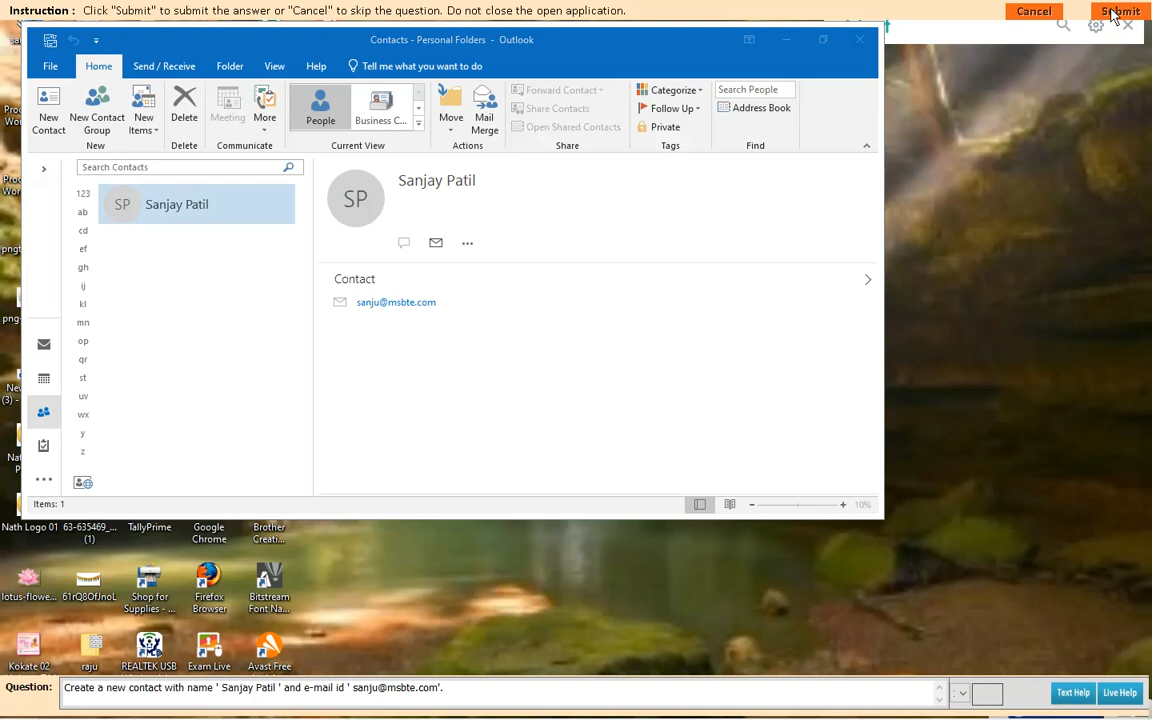 Instruction : Click "Submit" to submit the answer or "Cancel" to skip the question. Do not close the open application.
Cancel
Submit
Contacts - Personal Folders - Outlook
File
Home
Send / Receive
Folder
View
Help
Tell me what you want to do
New Contact
New Contact Group
New Items
Delete
Meeting
More
People
Business C...
Move
Mail Merge
Forward Contact
Share Contacts
Open Shared Contacts
Categorize
Follow Up
Private
Search People
Address Book
New
Delete
Communicate
Current View
Actions
Share
Tags
Find
Search Contacts
123
ab
cd
ef
gh
ij
kl
mn
op
qr
st
uv
wx
y
z
SP
Sanjay Patil
SP
Sanjay Patil
Contact
sanju@msbte.com
Items: 1
10%
Nath Logo 01
63-635469_... (1)
TallyPrime
Google Chrome
Brother Creati...
lotus-flowe...
61rQ8OfJnoL
Shop for Supplies - ...
Firefox Browser
Bitstream Font Na...
Kokate 02
raju
REALTEK USB
Exam Live
Avast Free
Question: Create a new contact with name ' Sanjay Patil ' and e-mail id ' sanju@msbte.com'.
Text Help
Live Help